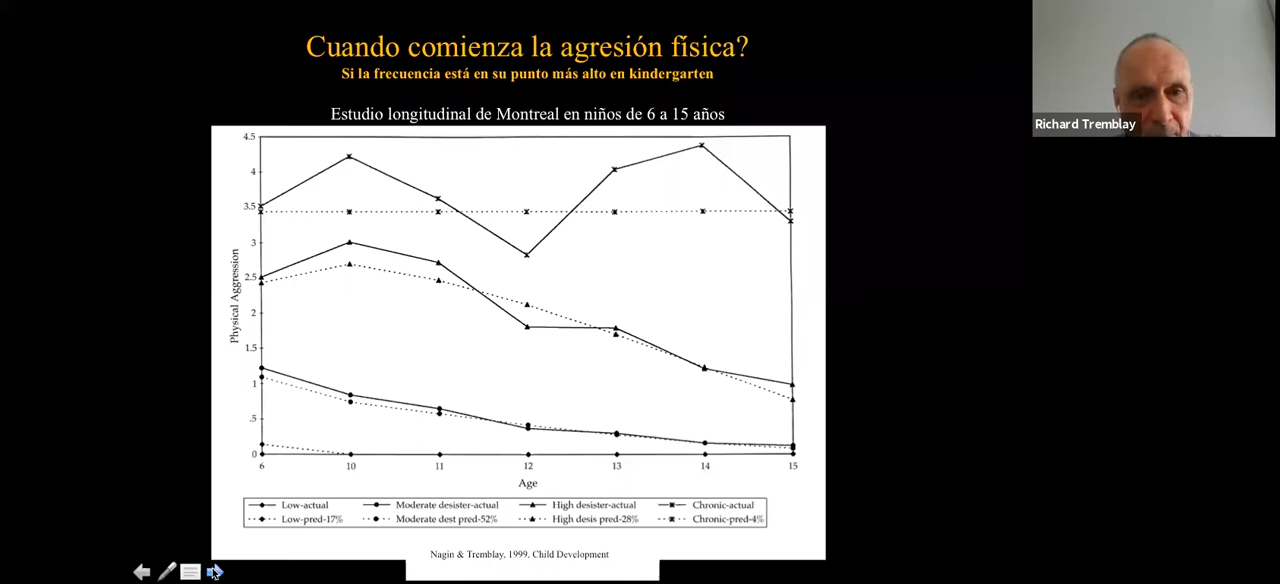 Cuando comienza la agresión física?
Si la frecuencia está en su punto más alto en kindergarten
Richard Tremblay
Estudio longitudinal de Montreal en niños de 6 a 15 años
4.5
4
3.5
3
2.5
2
1.5
1
.5
0
Physical Aggression
6 10 11 12 13 14 15
Age
Low-actual Moderate desister-actual High desister-actual Chronic-actual
Low-pred-17% Moderate dest pred-52% High desis pred-28% Chronic-pred-4%
Nagin & Tremblay, 1999. Child Development